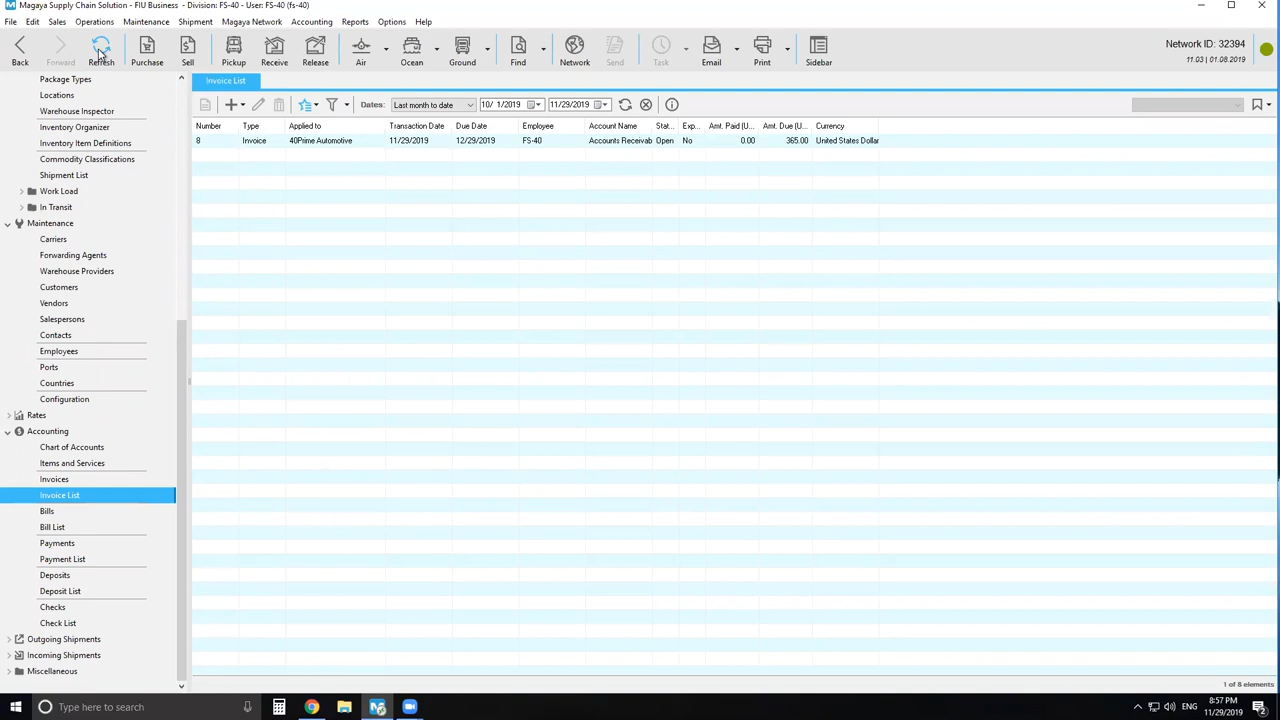 Magaya Supply Chain Solution - FIU Business - Division: FS-40 - User: FS-40 (fs-40)
File Edit Sales Operations Maintenance Shipment Magaya Network Accounting Reports Options Help
Back Forward Refresh Purchase Sell Pickup Receive Release Air Ocean Ground Find Network Send Task Email Print Sidebar
Network ID: 32394
11.03 | 01.08.2019
Package Types
Locations
Warehouse Inspector
Inventory Organizer
Inventory Item Definitions
Commodity Classifications
Shipment List
Work Load
In Transit
Maintenance
Carriers
Forwarding Agents
Warehouse Providers
Customers
Vendors
Salespersons
Contacts
Employees
Ports
Countries
Configuration
Rates
Accounting
Chart of Accounts
Items and Services
Invoices
Invoice List
Bills
Bill List
Payments
Payment List
Deposits
Deposit List
Checks
Check List
Outgoing Shipments
Incoming Shipments
Miscellaneous
Invoice List
Dates: Last month to date 10/ 1/2019 11/29/2019
Number Type Applied to Transaction Date Due Date Employee Account Name Stat... Exp... Amt. Paid (U... Amt. Due (U... Currency
8 Invoice 40Prime Automotive 11/29/2019 12/29/2019 FS-40 Accounts Receivab Open No 0.00 365.00 United States Dollar
1 of 8 elements
Type here to search
ENG
8:57 PM
11/29/2019
2